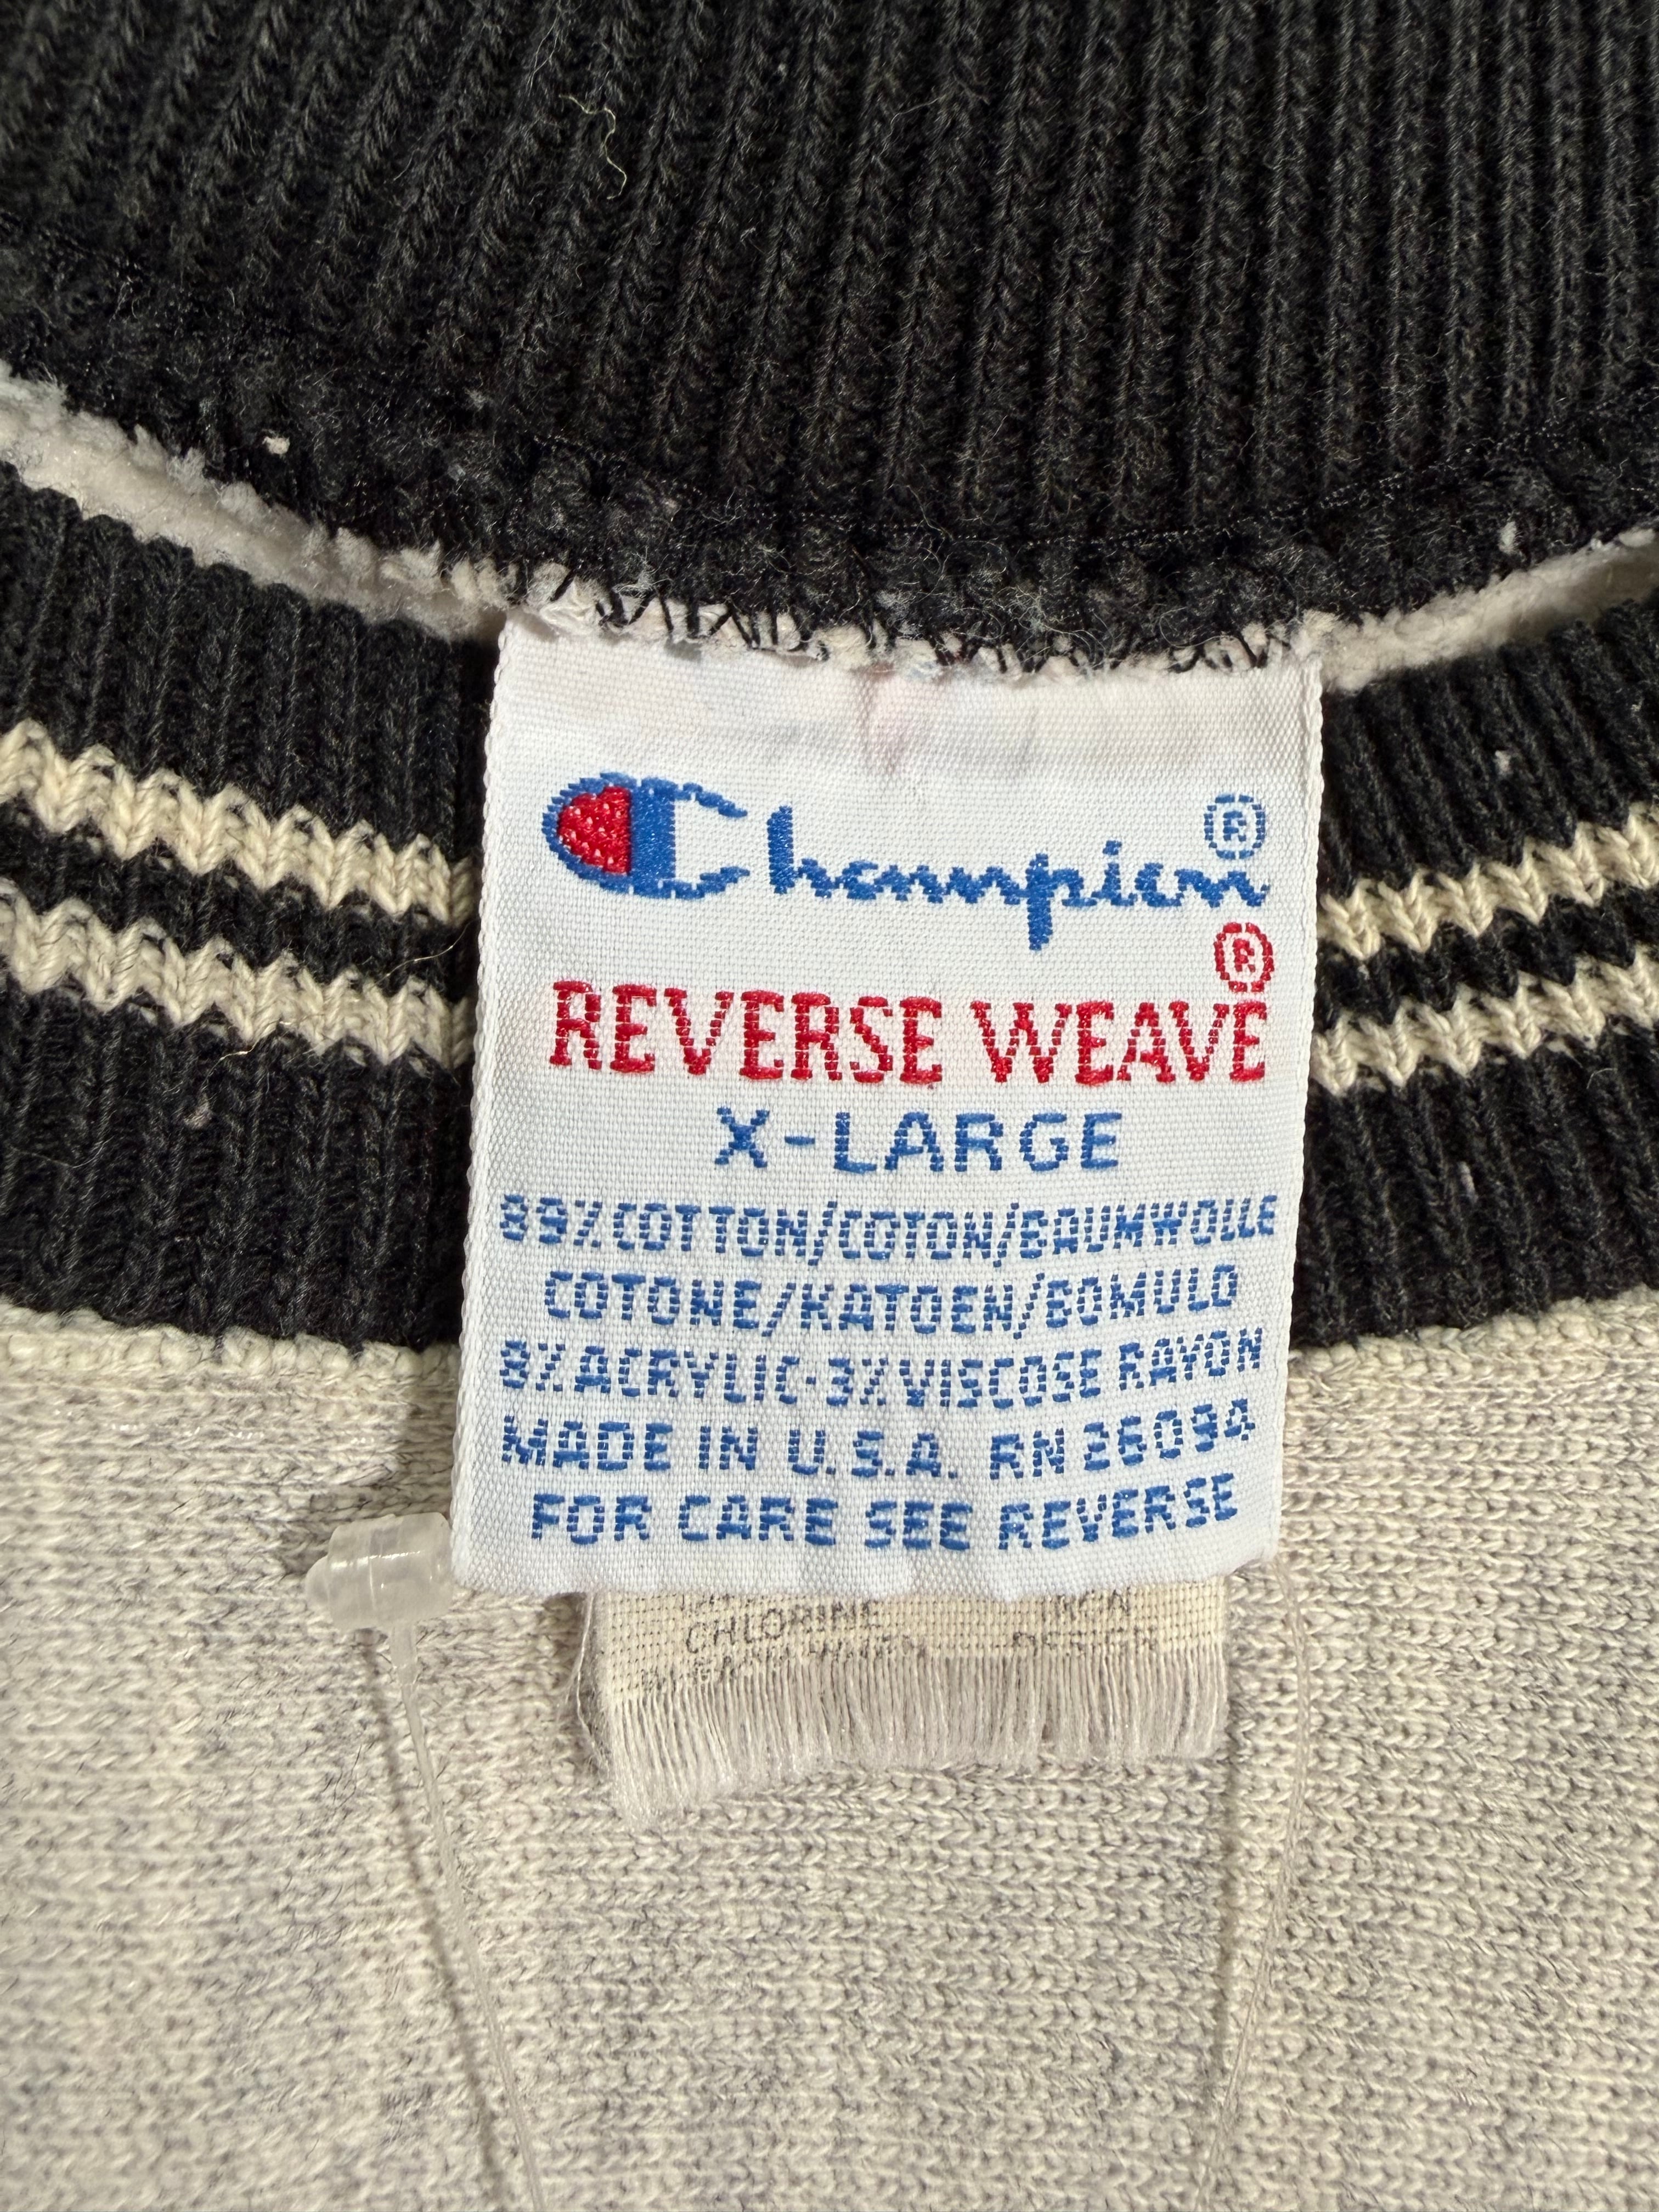 Champion®
REVERSE WEAVE®
X-LARGE
89% COTTON/COTON/BAUMWOLLE
COTONE/KATOEN/BOMULD
8% ACRYLIC·3% VISCOSE RAYON
MADE IN U.S.A. RN 26094
FOR CARE SEE REVERSE
CHLORINE